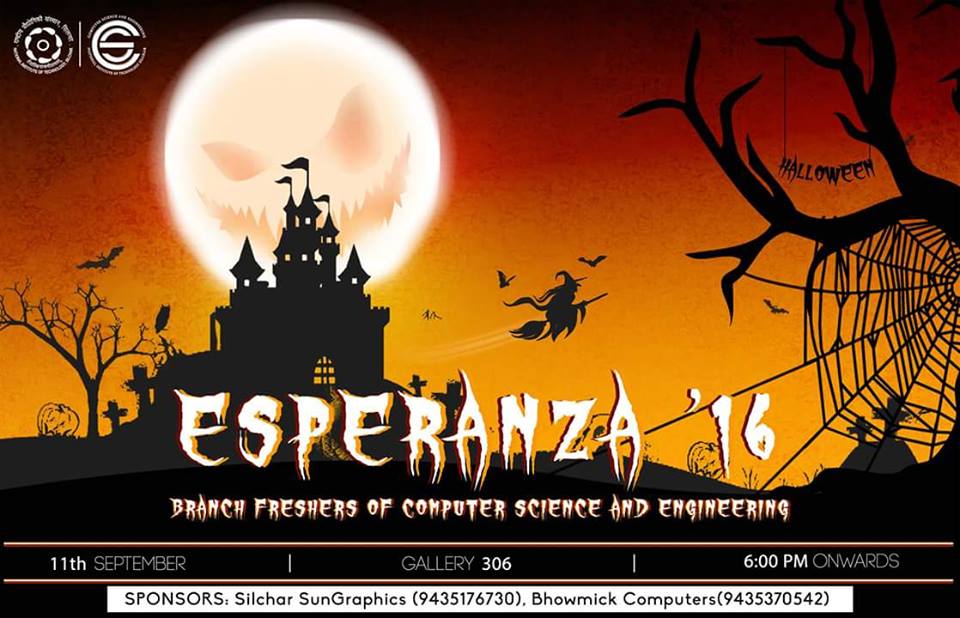 HALLOWEEN
ESPERANZA '16
BRANCH FRESHERS OF COMPUTER SCIENCE AND ENGINEERING
11th SEPTEMBER | GALLERY 306 | 6:00 PM ONWARDS
SPONSORS: Silchar SunGraphics (9435176730), Bhowmick Computers(9435370542)